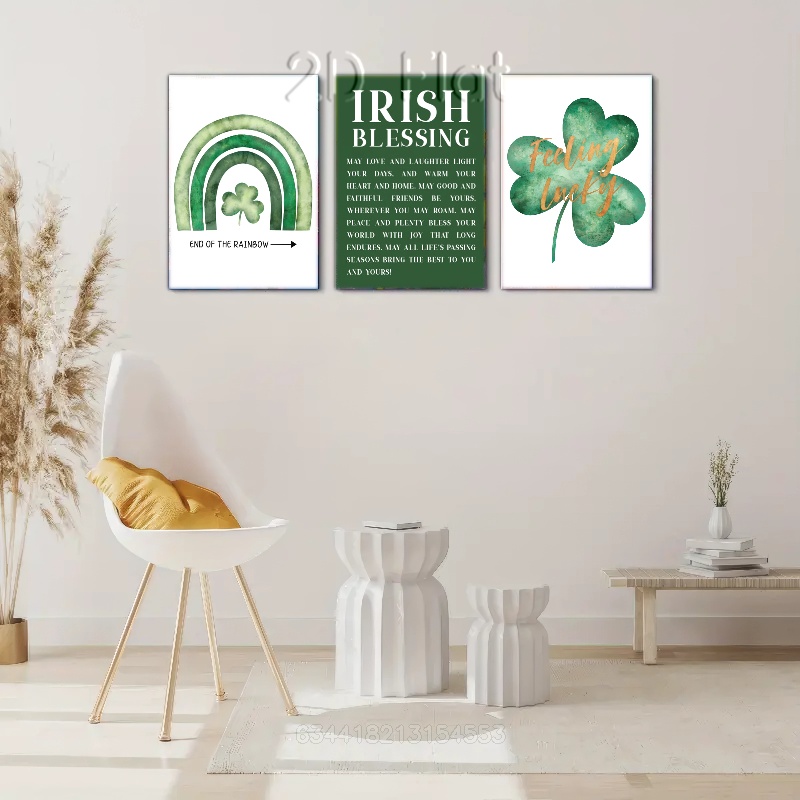 2D Flat
END OF THE RAINBOW
IRISH
BLESSING
MAY LOVE AND LAUGHTER LIGHT
YOUR DAYS, AND WARM YOUR
HEART AND HOME. MAY GOOD AND
FAITHFUL FRIENDS BE YOURS,
WHEREVER YOU MAY ROAM. MAY
PEACE AND PLENTY BLESS YOUR
WORLD WITH JOY THAT LONG
ENDURES. MAY ALL LIFE'S PASSING
SEASONS BRING THE BEST TO YOU
AND YOURS!
Feeling
lucky
634418213154553